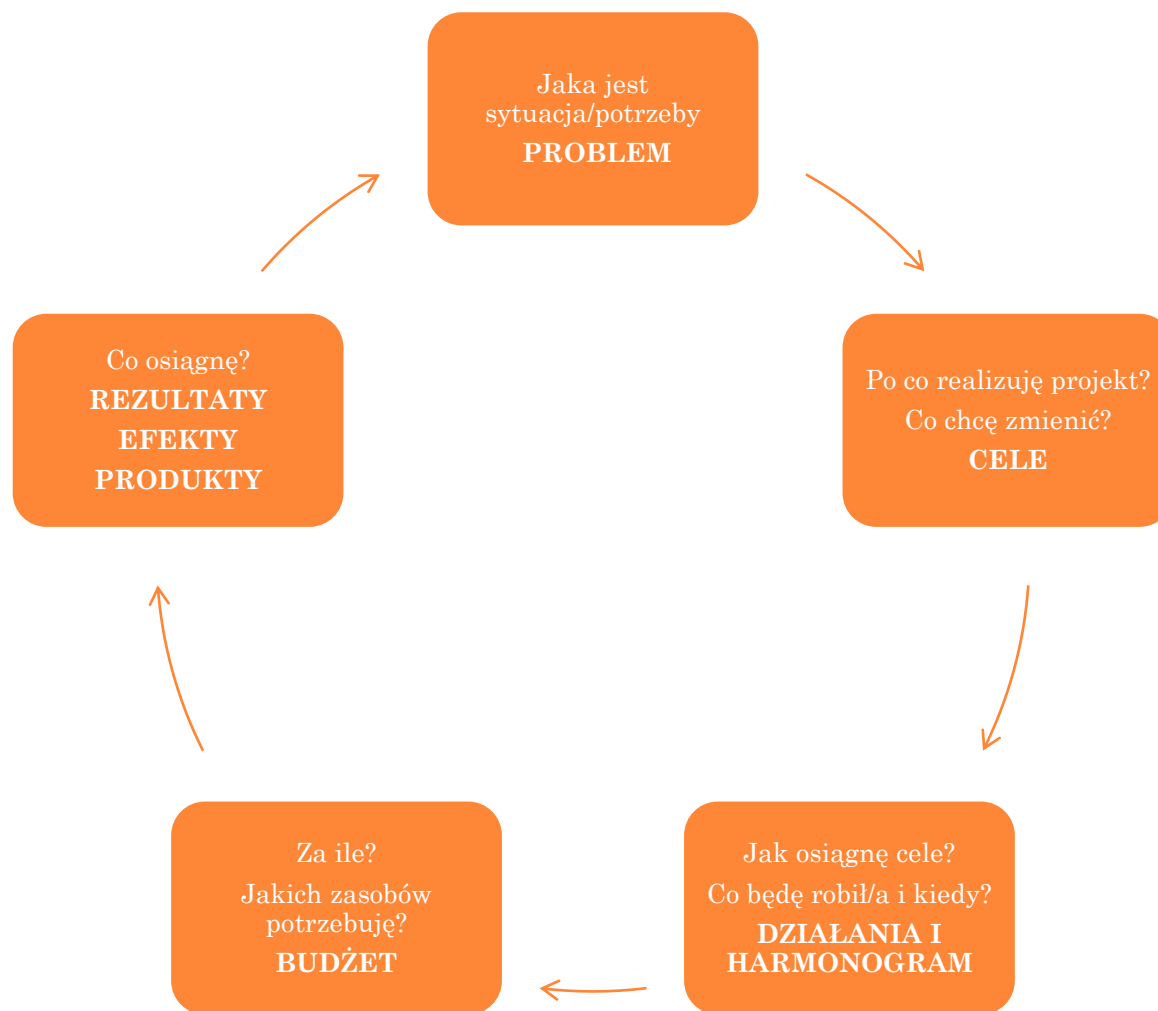 Jaka jest
sytuacja/potrzeby
PROBLEM
Po co realizuję projekt?
Co chcę zmienić?
CELE
Jak osiągnę cele?
Co będę robił/a i kiedy?
DZIAŁANIA I
HARMONOGRAM
Za ile?
Jakich zasobów
potrzebuję?
BUDŻET
Co osiągnę?
REZULTATY
EFEKTY
PRODUKTY